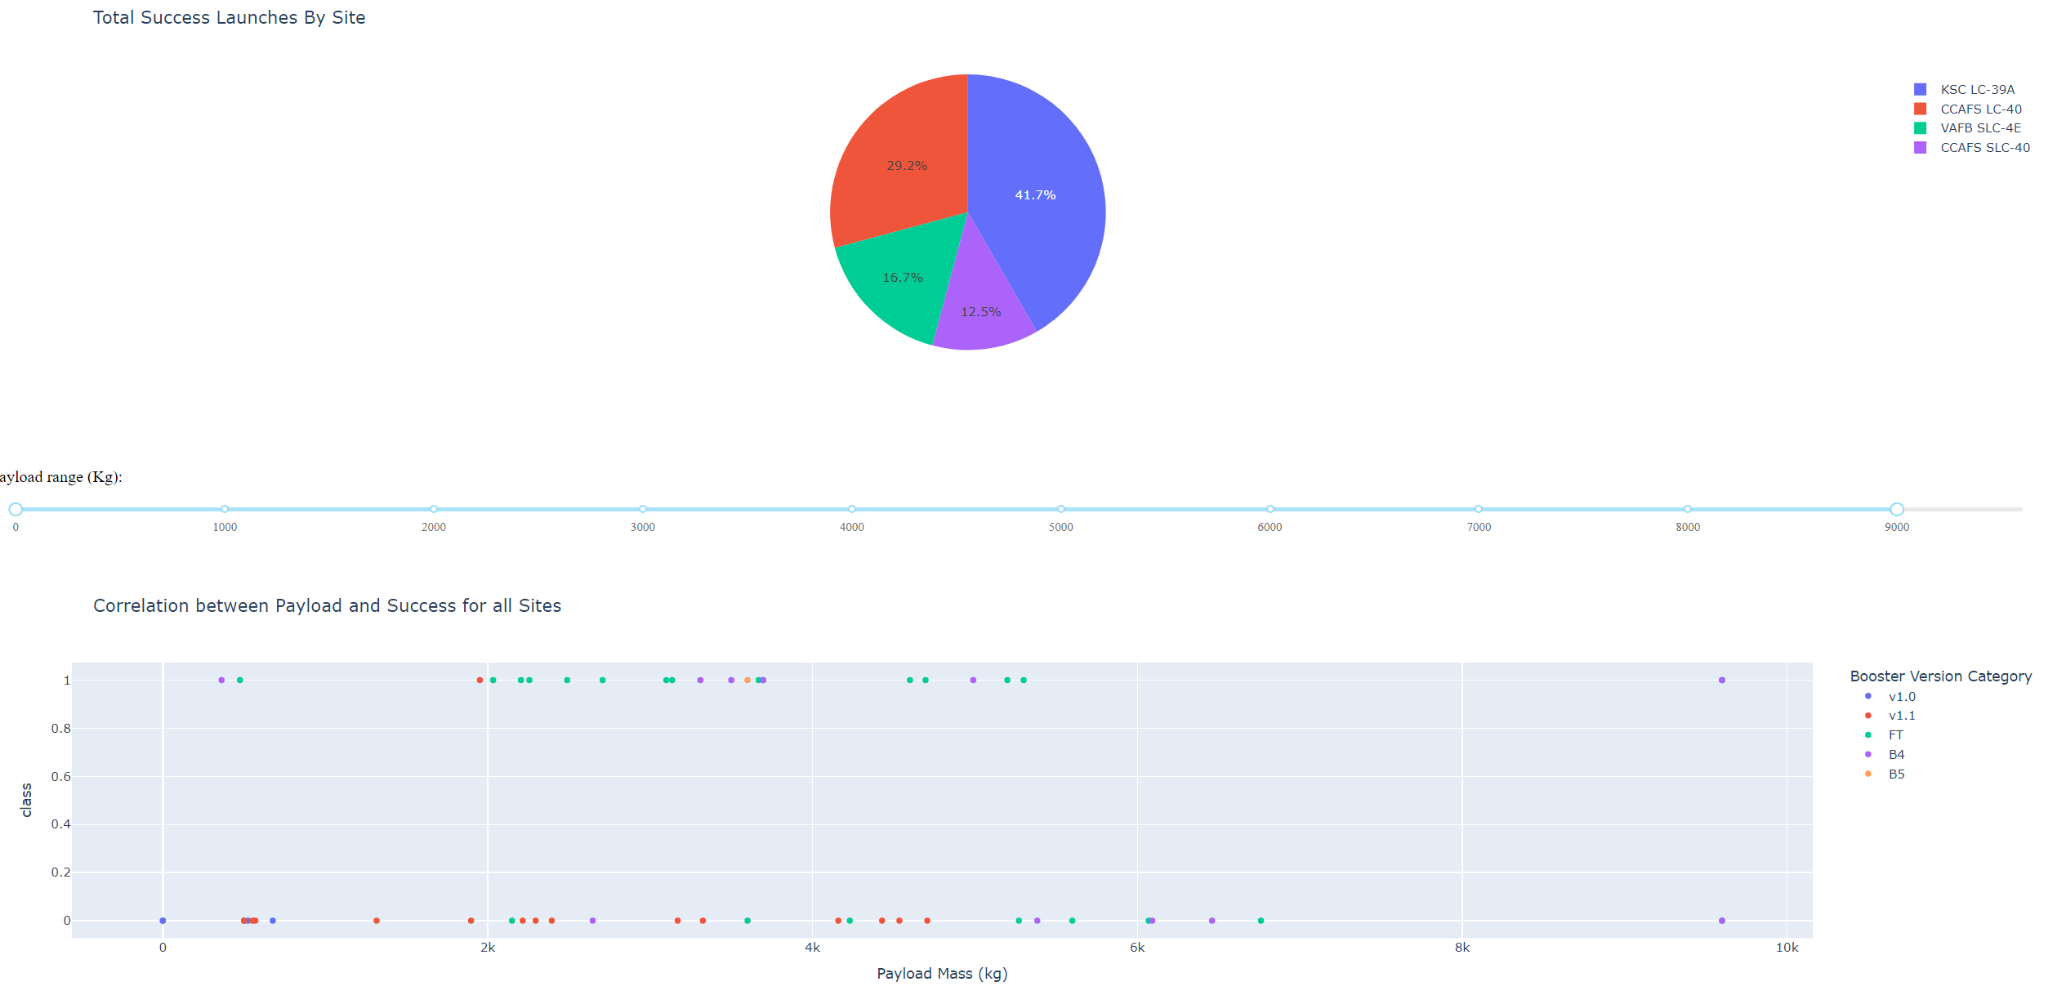 Total Success Launches By Site
KSC LC-39A
CCAFS LC-40
VAFB SLC-4E
CCAFS SLC-40
29.2%
41.7%
16.7%
12.5%
ayload range (Kg):
0 1000 2000 3000 4000 5000 6000 7000 8000 9000
Correlation between Payload and Success for all Sites
Booster Version Category
v1.0
v1.1
FT
B4
B5
1
0.8
0.6
0.4
0.2
0
class
0 2k 4k 6k 8k 10k
Payload Mass (kg)